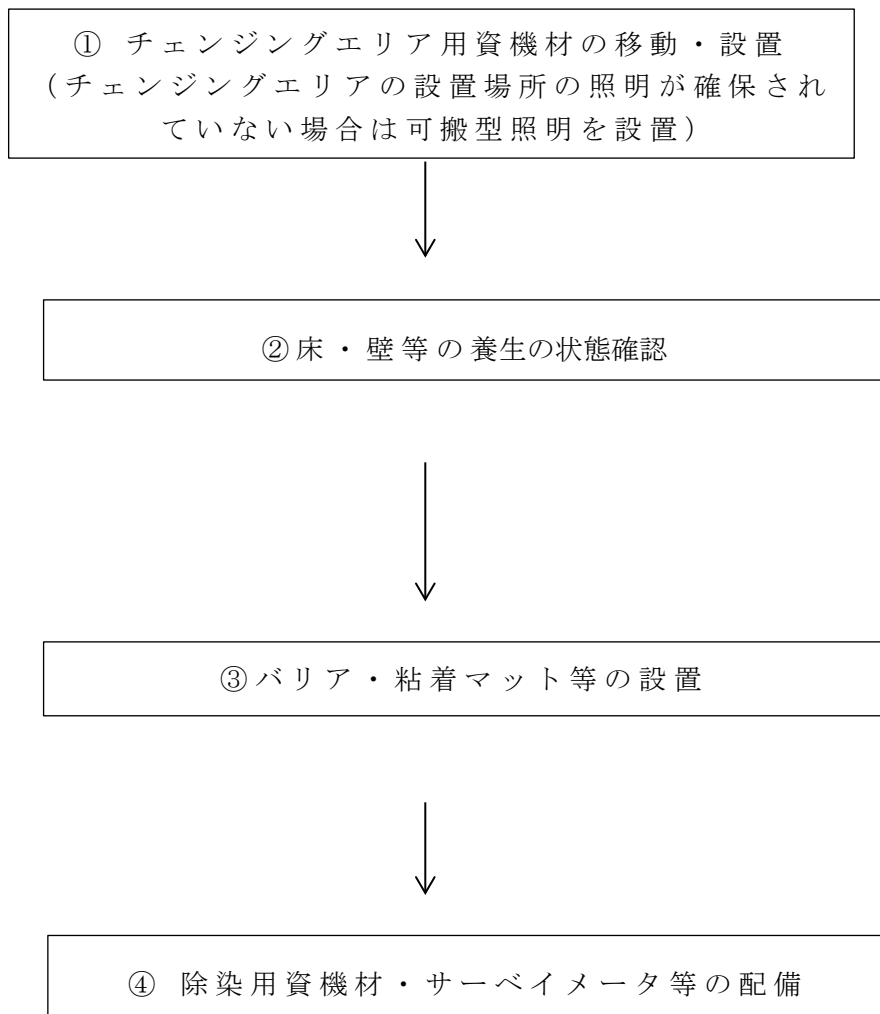 ① チェンジングエリア用資機材の移動・設置
(チェンジングエリアの設置場所の照明が確保され
ていない場合は可搬型照明を設置)
②床・壁等の養生の状態確認
③バリア・粘着マット等の設置
④ 除染用資機材・サーベイメータ等の配備